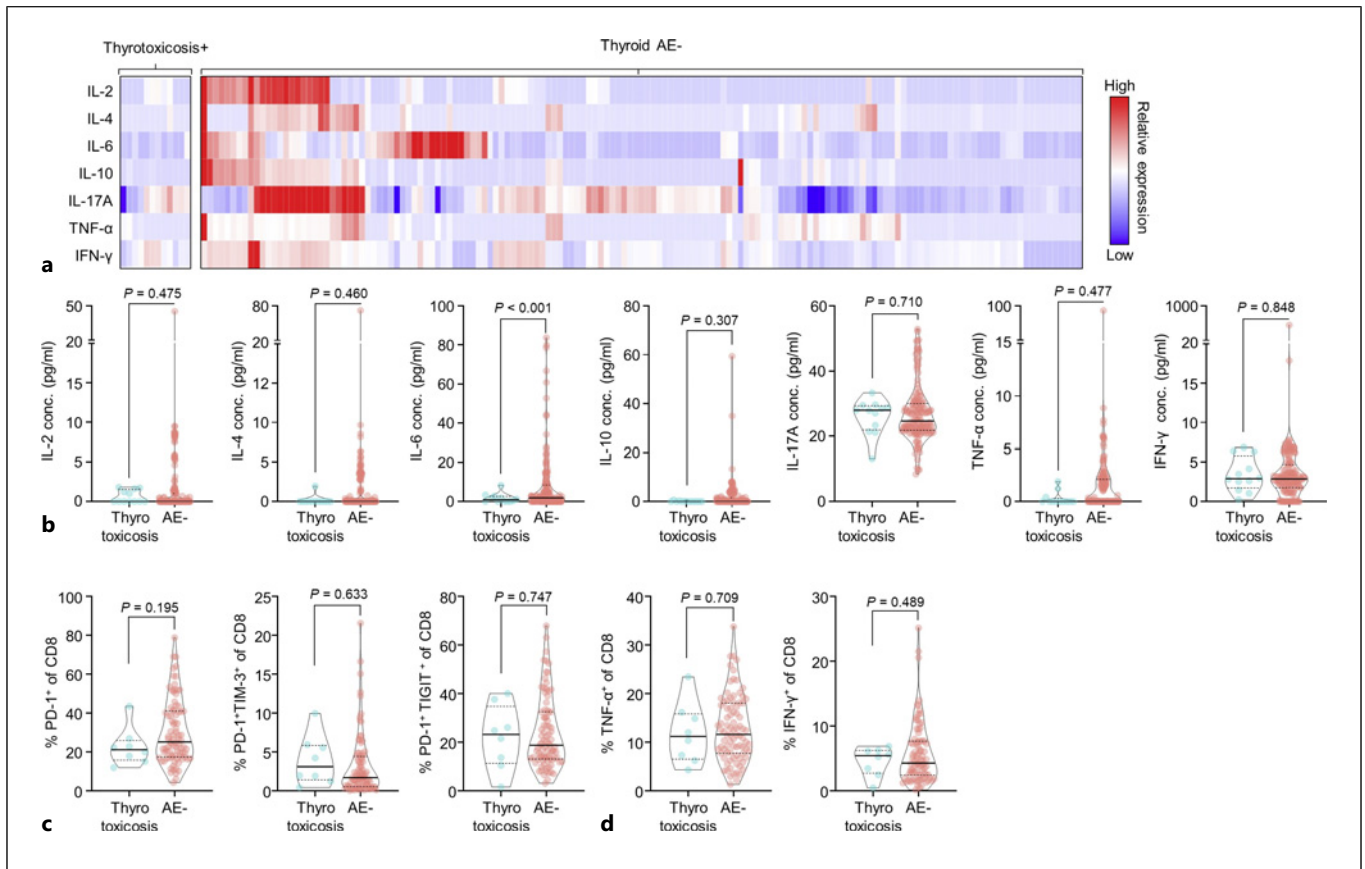 Thyrotoxicosis+ Thyroid AE-
IL-2
IL-4
IL-6
IL-10
IL-17A
TNF-α
IFN-γ
High
Relative expression
Low
a
P = 0.475
50
20
10
5
0
IL-2 conc. (pg/ml)
Thyro toxicosis
AE-
P = 0.460
80
20
12
5
0
IL-4 conc. (pg/ml)
Thyro toxicosis
AE-
P < 0.001
100
80
60
40
20
0
IL-6 conc. (pg/ml)
Thyro toxicosis
AE-
P = 0.307
80
60
40
20
0
IL-10 conc. (pg/ml)
Thyro toxicosis
AE-
P = 0.710
60
40
20
0
IL-17A conc. (pg/ml)
Thyro toxicosis
AE-
P = 0.477
100
15
10
5
0
TNF-α conc. (pg/ml)
Thyro toxicosis
AE-
P = 0.848
1000
15
10
5
0
IFN-γ conc. (pg/ml)
Thyro toxicosis
AE-
b
P = 0.195
100
80
60
40
20
0
% PD-1+ of CD8
Thyro toxicosis
AE-
P = 0.633
25
20
15
10
5
0
% PD-1+TIM-3+ of CD8
Thyro toxicosis
AE-
P = 0.747
80
60
40
20
0
% PD-1+ TIGIT + of CD8
Thyro toxicosis
AE-
c
P = 0.709
40
30
20
10
0
% TNF-α+ of CD8
Thyro toxicosis
AE-
P = 0.489
30
20
10
0
% IFN-γ+ of CD8
Thyro toxicosis
AE-
d